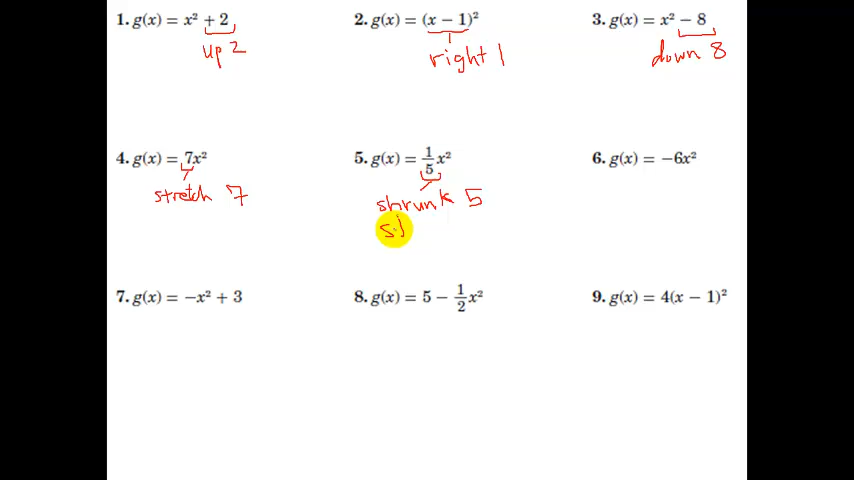 1. g(x) = x² + 2
2. g(x) = (x − 1)²
3. g(x) = x² − 8
up 2
right 1
down 8
4. g(x) = 7x²
5. g(x) = 1/5 x²
6. g(x) = −6x²
stretch 7
shrunk 5
7. g(x) = −x² + 3
8. g(x) = 5 − 1/2 x²
9. g(x) = 4(x − 1)²